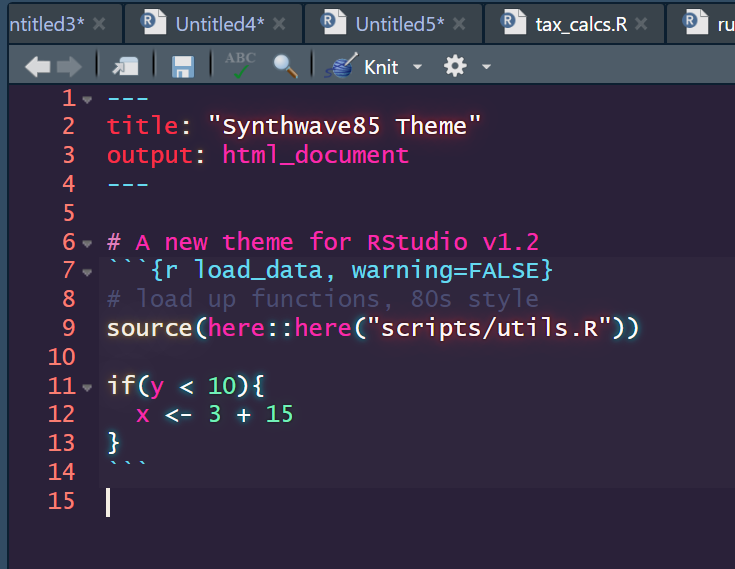 ntitled3* Untitled4* Untitled5* tax_calcs.R ru
ABC Knit
1 ---
2 title: "Synthwave85 Theme"
3 output: html_document
4 ---
5
6 # A new theme for RStudio v1.2
7 ```{r load_data, warning=FALSE}
8 # load up functions, 80s style
9 source(here::here("scripts/utils.R"))
10
11 if(y < 10){
12   x <- 3 + 15
13 }
14 ```
15